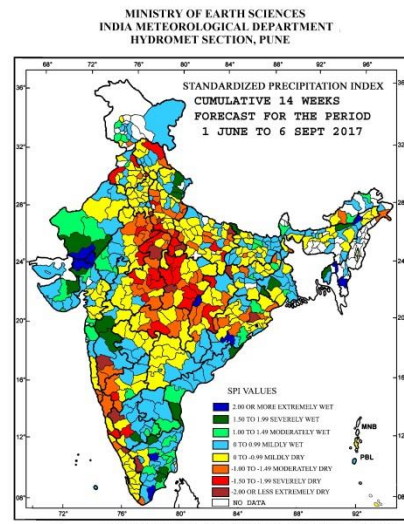 MINISTRY OF EARTH SCIENCES
INDIA METEOROLOGICAL DEPARTMENT
HYDROMET SECTION, PUNE
68° 72° 76° 80° 84° 88° 92° 96°
STANDARDIZED PRECIPITATION INDEX
CUMULATIVE 14 WEEKS
FORECAST FOR THE PERIOD
1 JUNE TO 6 SEPT 2017
36°
32°
28°
24°
20°
16°
12°
08°
SPI VALUES
2.00 OR MORE EXTREMELY WET
1.50 TO 1.99 SEVERELY WET
1.00 TO 1.49 MODERATELY WET
0 TO 0.99 MILDLY WET
0 TO -0.99 MILDLY DRY
-1.00 TO -1.49 MODERATELY DRY
-1.50 TO -1.99 SEVERELY DRY
-2.00 OR LESS EXTREMELY DRY
NO DATA
MNB
PBL
72° 76° 80° 84° 88° 92°